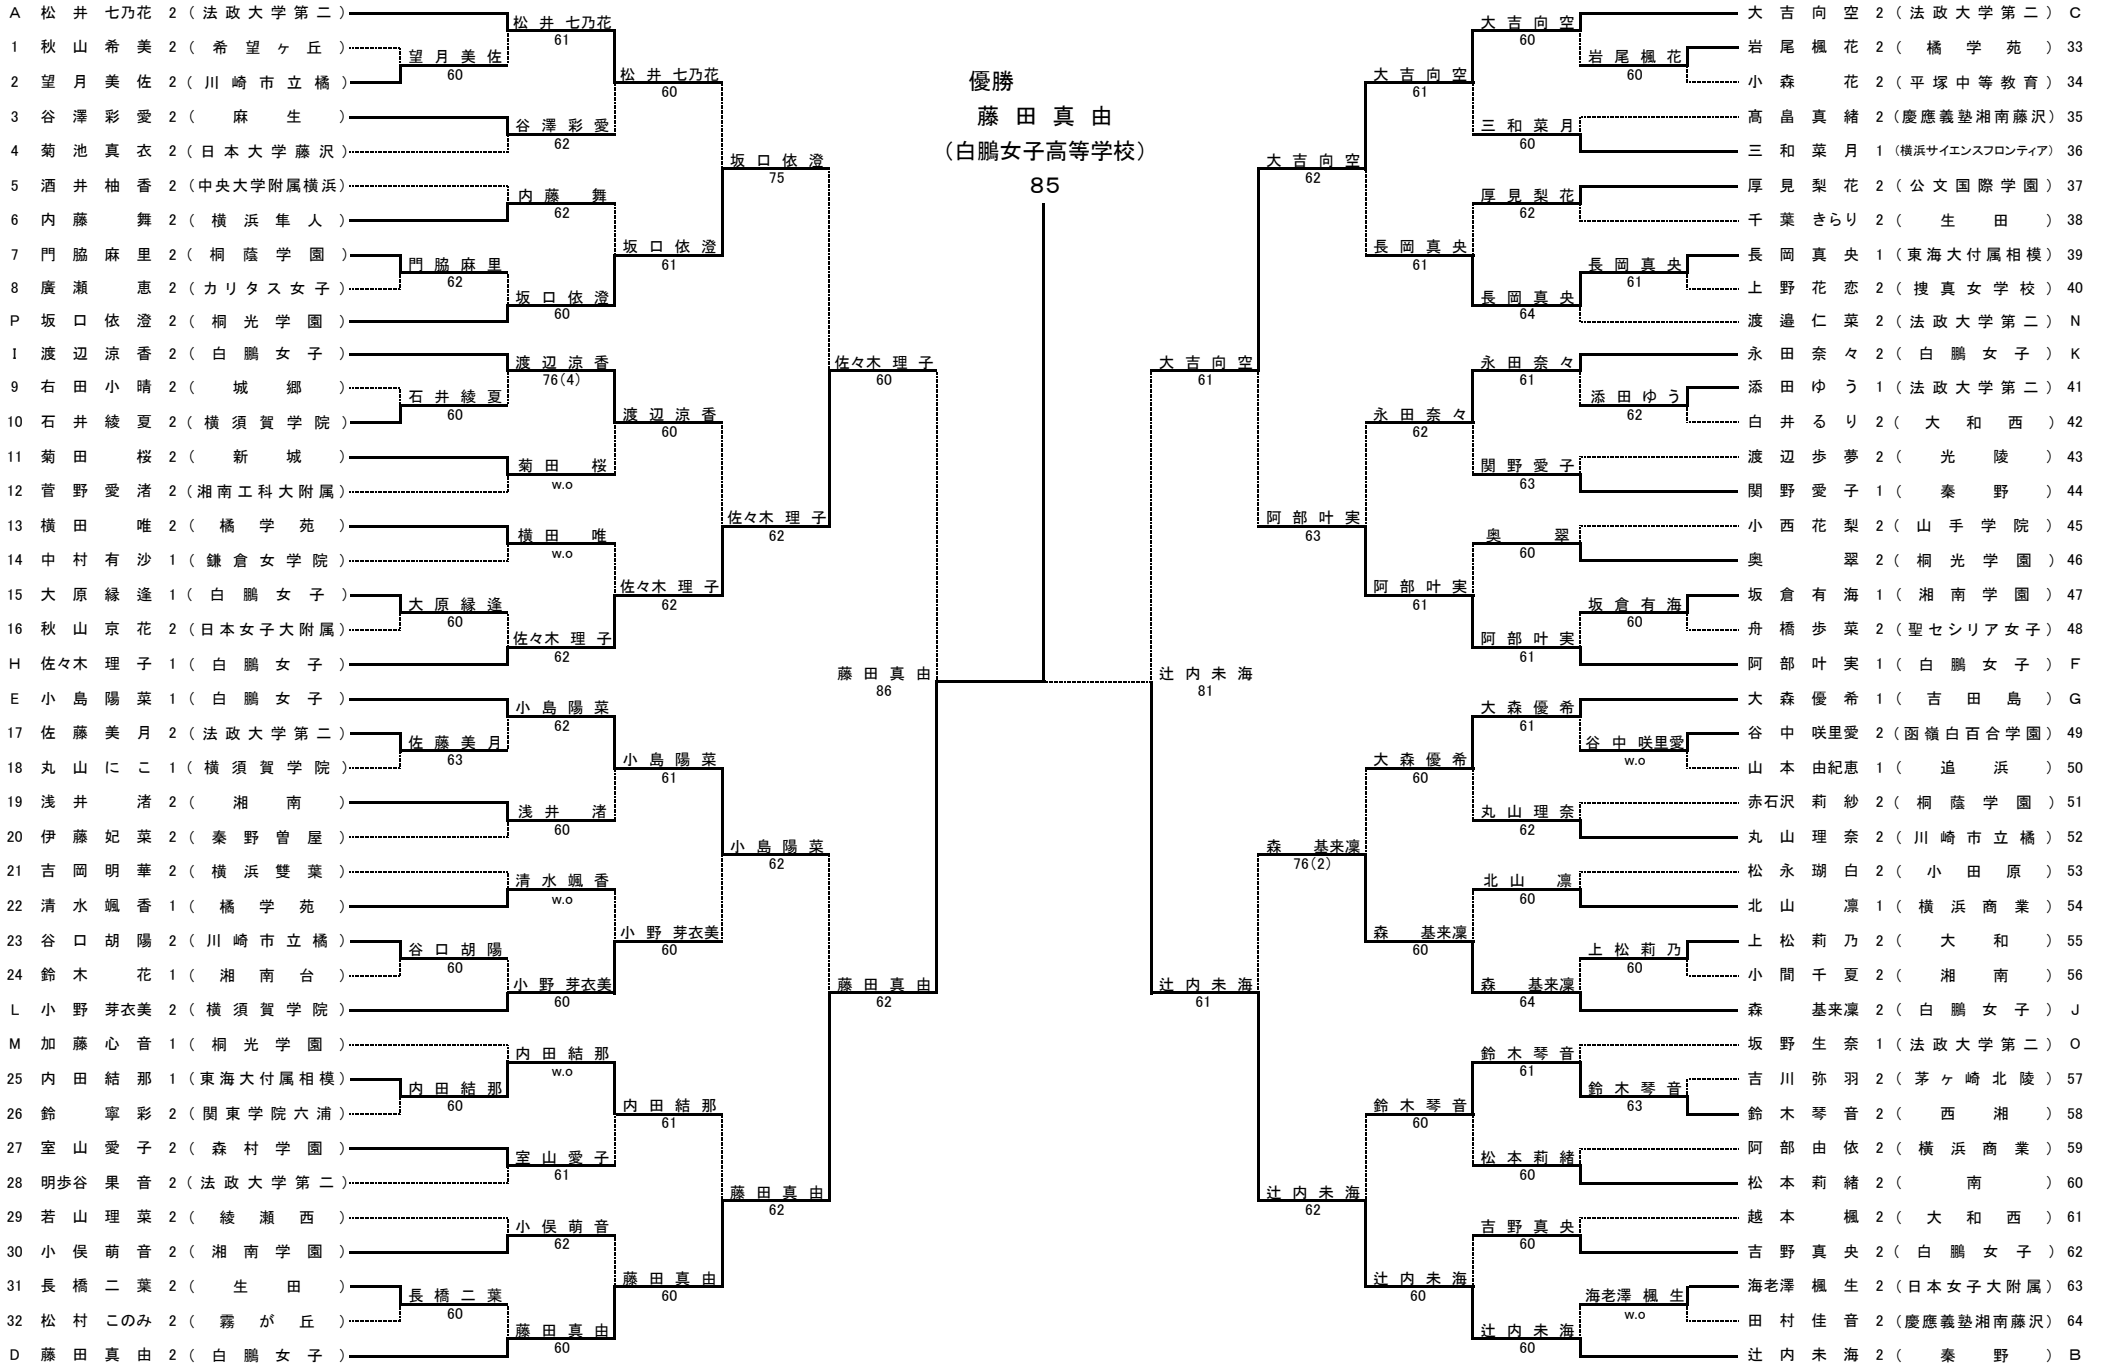 優勝
藤田真由
（白鵬女子高等学校）
85
A 松井 七乃花 2（法政大学第二）
1 秋山希美 2（希望ヶ丘）
2 望月美佐 2（川崎市立橘）
3 谷澤彩愛 2（麻生）
4 菊池真衣 2（日本大学藤沢）
5 酒井柚香 2（中央大学附属横浜）
6 内藤舞 2（横浜隼人）
7 門脇麻里 2（桐蔭学園）
8 廣瀬恵 2（カリタス女子）
P 坂口依澄 2（桐光学園）
I 渡辺涼香 2（白鵬女子）
9 右田小晴 2（城郷）
10 石井綾夏 2（横須賀学院）
11 菊田桜 2（新城）
12 菅野愛渚 2（湘南工科大附属）
13 横田唯 2（橘学苑）
14 中村有沙 1（鎌倉女学院）
15 大原縁逢 1（白鵬女子）
16 秋山京花 2（日本女子大附属）
H 佐々木 理子 1（白鵬女子）
E 小島陽菜 1（白鵬女子）
17 佐藤美月 2（法政大学第二）
18 丸山にこ 1（横須賀学院）
19 浅井渚 2（湘南）
20 伊藤妃菜 2（秦野曽屋）
21 吉岡明華 2（横浜雙葉）
22 清水颯香 1（橘学苑）
23 谷口胡陽 2（川崎市立橘）
24 鈴木花 1（湘南台）
L 小野 芽衣美 2（横須賀学院）
M 加藤心音 1（桐光学園）
25 内田結那 1（東海大付属相模）
26 鈴寧彩 2（関東学院六浦）
27 室山愛子 2（森村学園）
28 明歩谷 果音 2（法政大学第二）
29 若山理菜 2（綾瀬西）
30 小俣萌音 2（湘南学園）
31 長橋二葉 2（生田）
32 松村 このみ 2（霧が丘）
D 藤田真由 2（白鵬女子）
望月美佐
60
門脇麻里
62
石井綾夏
60
大原縁逢
60
佐藤美月
63
谷口胡陽
60
内田結那
60
長橋二葉
60
松井 七乃花
61
谷澤彩愛
62
内藤舞
62
坂口依澄
60
渡辺涼香
76(4)
菊田桜
w.o
横田唯
w.o
佐々木 理子
62
小島陽菜
62
浅井渚
60
清水颯香
w.o
小野 芽衣美
60
内田結那
w.o
室山愛子
61
小俣萌音
62
藤田真由
60
松井 七乃花
60
坂口依澄
61
渡辺涼香
60
佐々木 理子
62
小島陽菜
61
小野 芽衣美
60
内田結那
61
藤田真由
60
坂口依澄
75
佐々木 理子
62
小島陽菜
62
藤田真由
62
佐々木 理子
60
藤田真由
62
藤田真由
86
辻内未海
81
大吉向空
61
辻内未海
61
大吉向空
62
阿部叶実
63
森 基来凜
76(2)
辻内未海
62
大吉向空
61
長岡真央
61
永田奈々
62
阿部叶実
61
大森優希
60
森 基来凜
60
鈴木琴音
60
辻内未海
60
大吉向空
60
三和菜月
60
厚見梨花
62
長岡真央
64
永田奈々
61
関野愛子
63
奥翠
60
阿部叶実
61
大森優希
61
丸山理奈
62
北山凛
60
森 基来凜
64
鈴木琴音
61
松本莉緒
60
吉野真央
60
辻内未海
60
岩尾楓花
60
長岡真央
61
添田ゆう
62
坂倉有海
60
谷中 咲里愛
w.o
上松莉乃
60
鈴木琴音
63
海老澤 楓生
w.o
大吉向空 2（法政大学第二）C
岩尾楓花 2（橘学苑）33
小森花 2（平塚中等教育）34
髙畠真緒 2（慶應義塾湘南藤沢）35
三和菜月 1（横浜サイエンスフロンティア）36
厚見梨花 2（公文国際学園）37
千葉 きらり 2（生田）38
長岡真央 1（東海大付属相模）39
上野花恋 2（捜真女学校）40
渡邉仁菜 2（法政大学第二）N
永田奈々 2（白鵬女子）K
添田ゆう 1（法政大学第二）41
白井るり 2（大和西）42
渡辺歩夢 2（光陵）43
関野愛子 1（秦野）44
小西花梨 2（山手学院）45
奥翠 2（桐光学園）46
坂倉有海 1（湘南学園）47
舟橋歩菜 2（聖セシリア女子）48
阿部叶実 1（白鵬女子）F
大森優希 1（吉田島）G
谷中 咲里愛 2（函嶺白百合学園）49
山本 由紀恵 1（追浜）50
赤石沢 莉紗 2（桐蔭学園）51
丸山理奈 2（川崎市立橘）52
松永瑚白 2（小田原）53
北山凛 1（横浜商業）54
上松莉乃 2（大和）55
小間千夏 2（湘南）56
森 基来凜 2（白鵬女子）J
坂野生奈 1（法政大学第二）O
吉川弥羽 2（茅ヶ崎北陵）57
鈴木琴音 2（西湘）58
阿部由依 2（横浜商業）59
松本莉緒 2（南）60
越本楓 2（大和西）61
吉野真央 2（白鵬女子）62
海老澤 楓生 2（日本女子大附属）63
田村佳音 2（慶應義塾湘南藤沢）64
辻内未海 2（秦野）B